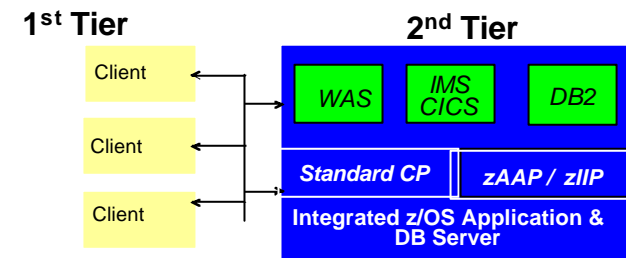 1st Tier
2nd Tier
Client
Client
Client
WAS
IMS
CICS
DB2
Standard CP
zAAP / zIIP
Integrated z/OS Application &
DB Server